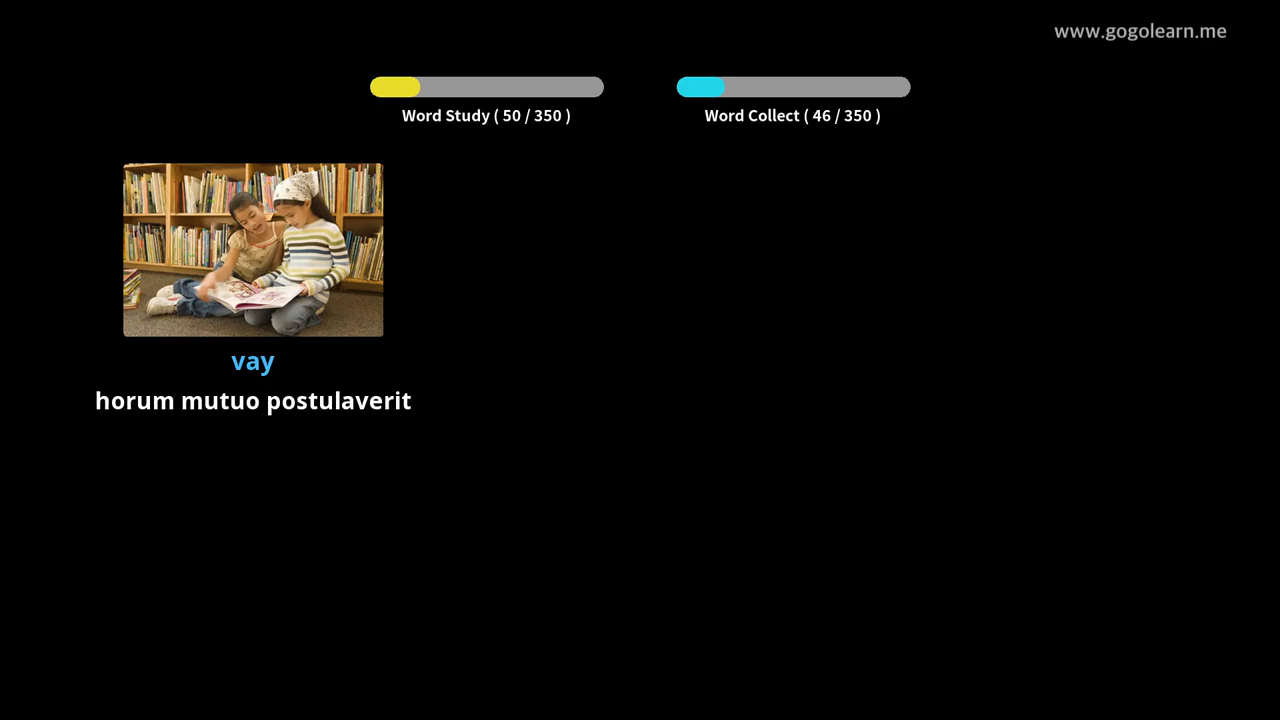 www.gogolearn.me
Word Study ( 50 / 350 )
Word Collect ( 46 / 350 )
vay
horum mutuo postulaverit